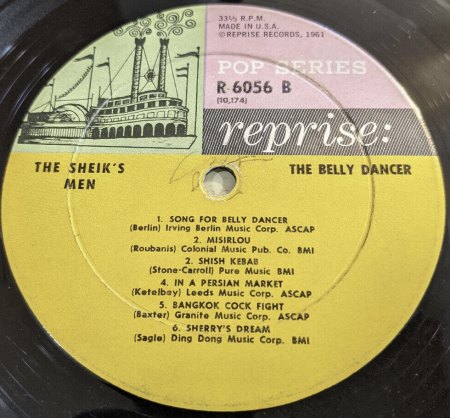 33⅓ R.P.M.
MADE IN U.S.A.
©REPRISE RECORDS, 1961
POP SERIES
R 6056 B
(10,174)
reprise:
THE SHEIK'S
MEN
THE BELLY DANCER
1. SONG FOR BELLY DANCER
(Berlin) Irving Berlin Music Corp. ASCAP
2. MISIRLOU
(Roubanis) Colonial Music Pub. Co. BMI
2. SHISH KEBAB
(Stone-Carroll) Pure Music BMI
4. IN A PERSIAN MARKET
(Ketelbey) Leeds Music Corp. ASCAP
5. BANGKOK COCK FIGHT
(Baxter) Granite Music Corp. ASCAP
6. SHERRY'S DREAM
(Sagle) Ding Dong Music Corp. BMI